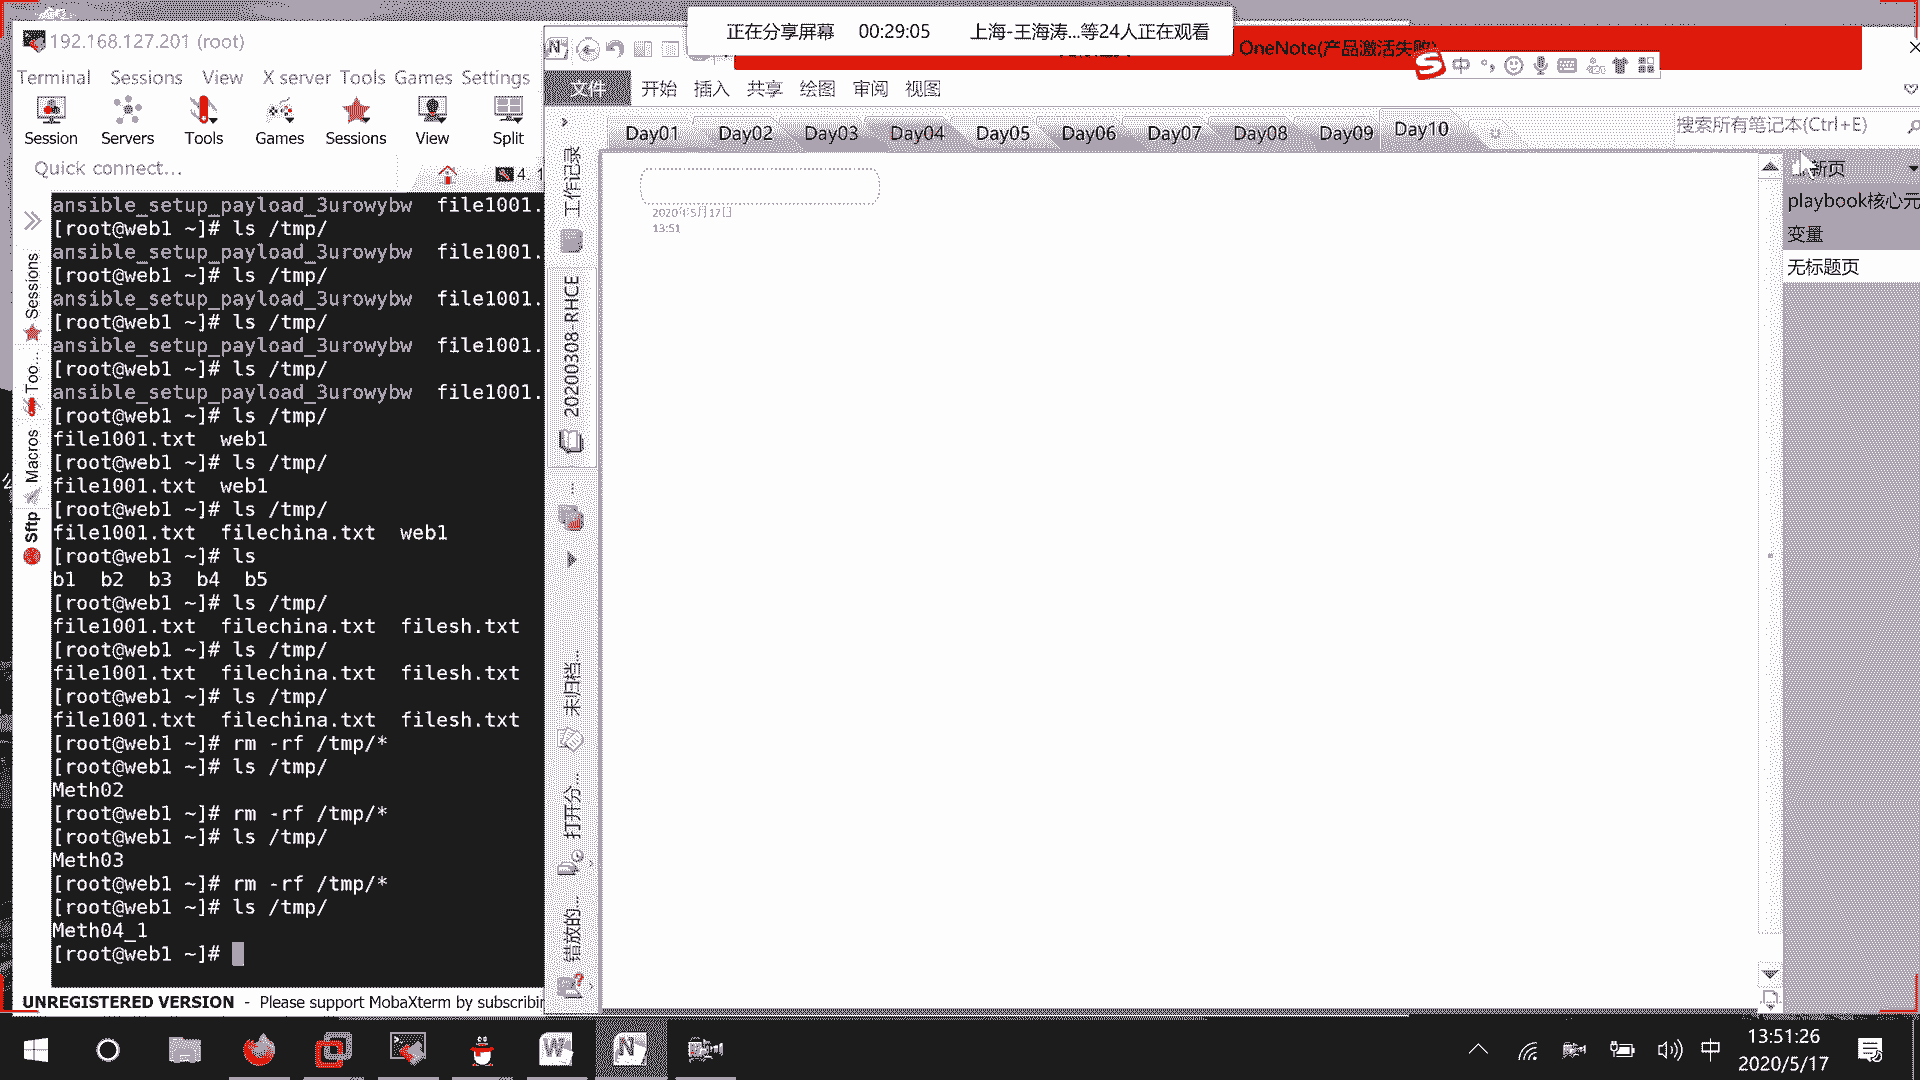 正在分享屏幕 00:29:05 上海-王海涛...等24人正在观看
192.168.127.201 (root)
Terminal Sessions View X server Tools Games Settings
Session Servers Tools Games Sessions View Split
Quick connect...
4.
Sessions
Too...
Macros
Sftp
ansible_setup_payload_3urowybw file1001.
[root@web1 ~]# ls /tmp/
ansible_setup_payload_3urowybw file1001.
[root@web1 ~]# ls /tmp/
ansible_setup_payload_3urowybw file1001.
[root@web1 ~]# ls /tmp/
ansible_setup_payload_3urowybw file1001.
[root@web1 ~]# ls /tmp/
ansible_setup_payload_3urowybw file1001.
[root@web1 ~]# ls /tmp/
file1001.txt web1
[root@web1 ~]# ls /tmp/
file1001.txt web1
[root@web1 ~]# ls /tmp/
file1001.txt filechina.txt web1
[root@web1 ~]# ls
b1 b2 b3 b4 b5
[root@web1 ~]# ls /tmp/
file1001.txt filechina.txt filesh.txt
[root@web1 ~]# ls /tmp/
file1001.txt filechina.txt filesh.txt
[root@web1 ~]# ls /tmp/
file1001.txt filechina.txt filesh.txt
[root@web1 ~]# rm -rf /tmp/*
[root@web1 ~]# ls /tmp/
Meth02
[root@web1 ~]# rm -rf /tmp/*
[root@web1 ~]# ls /tmp/
Meth03
[root@web1 ~]# rm -rf /tmp/*
[root@web1 ~]# ls /tmp/
Meth04_1
[root@web1 ~]#
UNREGISTERED VERSION - Please support MobaXterm by subscribin
OneNote(产品激活失败)
中
文件 开始 插入 共享 绘图 审阅 视图
Day01 Day02 Day03 Day04 Day05 Day06 Day07 Day08 Day09 Day10
搜索所有笔记本(Ctrl+E)
工作记录
20200308-RHCE
未归档...
打开分...
错放的...
2020年5月17日
13:51
新页
playbook核心元
变量
无标题页
中
13:51:26
2020/5/17